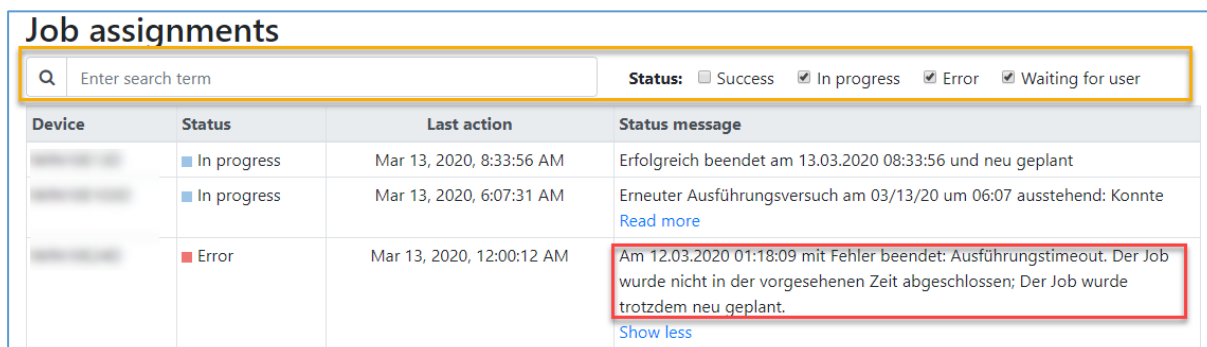 Job assignments
Enter search term Status: Success In progress Error Waiting for user
Device Status Last action Status message
In progress Mar 13, 2020, 8:33:56 AM Erfolgreich beendet am 13.03.2020 08:33:56 und neu geplant
In progress Mar 13, 2020, 6:07:31 AM Erneuter Ausführungsversuch am 03/13/20 um 06:07 ausstehend: Konnte
Read more
Error Mar 13, 2020, 12:00:12 AM Am 12.03.2020 01:18:09 mit Fehler beendet: Ausführungstimeout. Der Job
wurde nicht in der vorgesehenen Zeit abgeschlossen; Der Job wurde
trotzdem neu geplant.
Show less